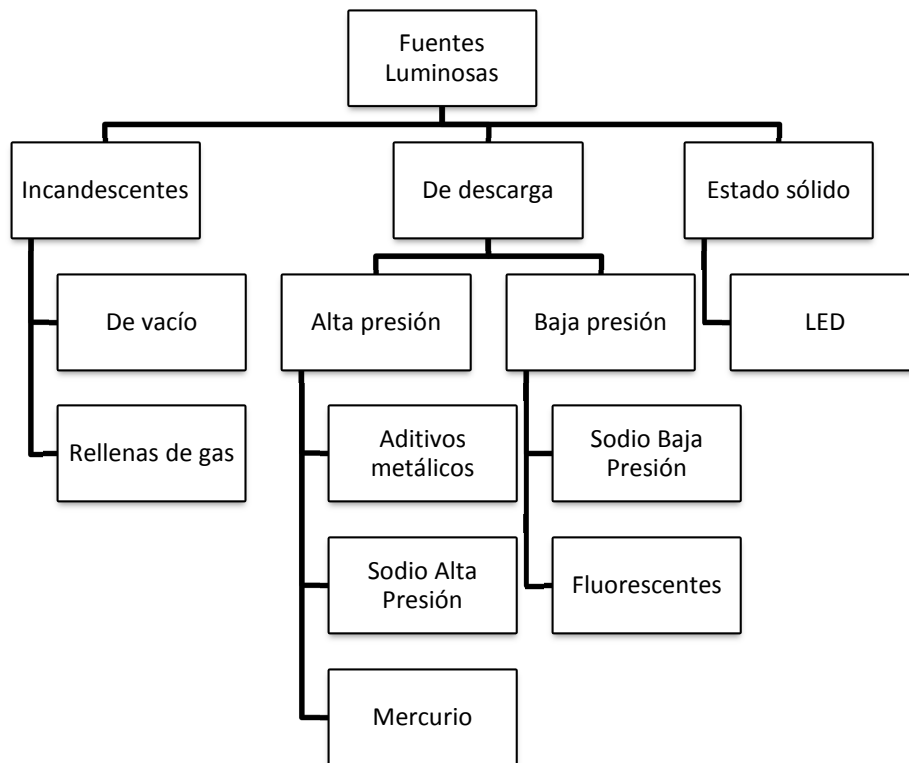 Fuentes
Luminosas
Incandescentes
De descarga
Estado sólido
De vacío
Alta presión
Baja presión
LED
Rellenas de gas
Aditivos
metálicos
Sodio Baja
Presión
Sodio Alta
Presión
Fluorescentes
Mercurio